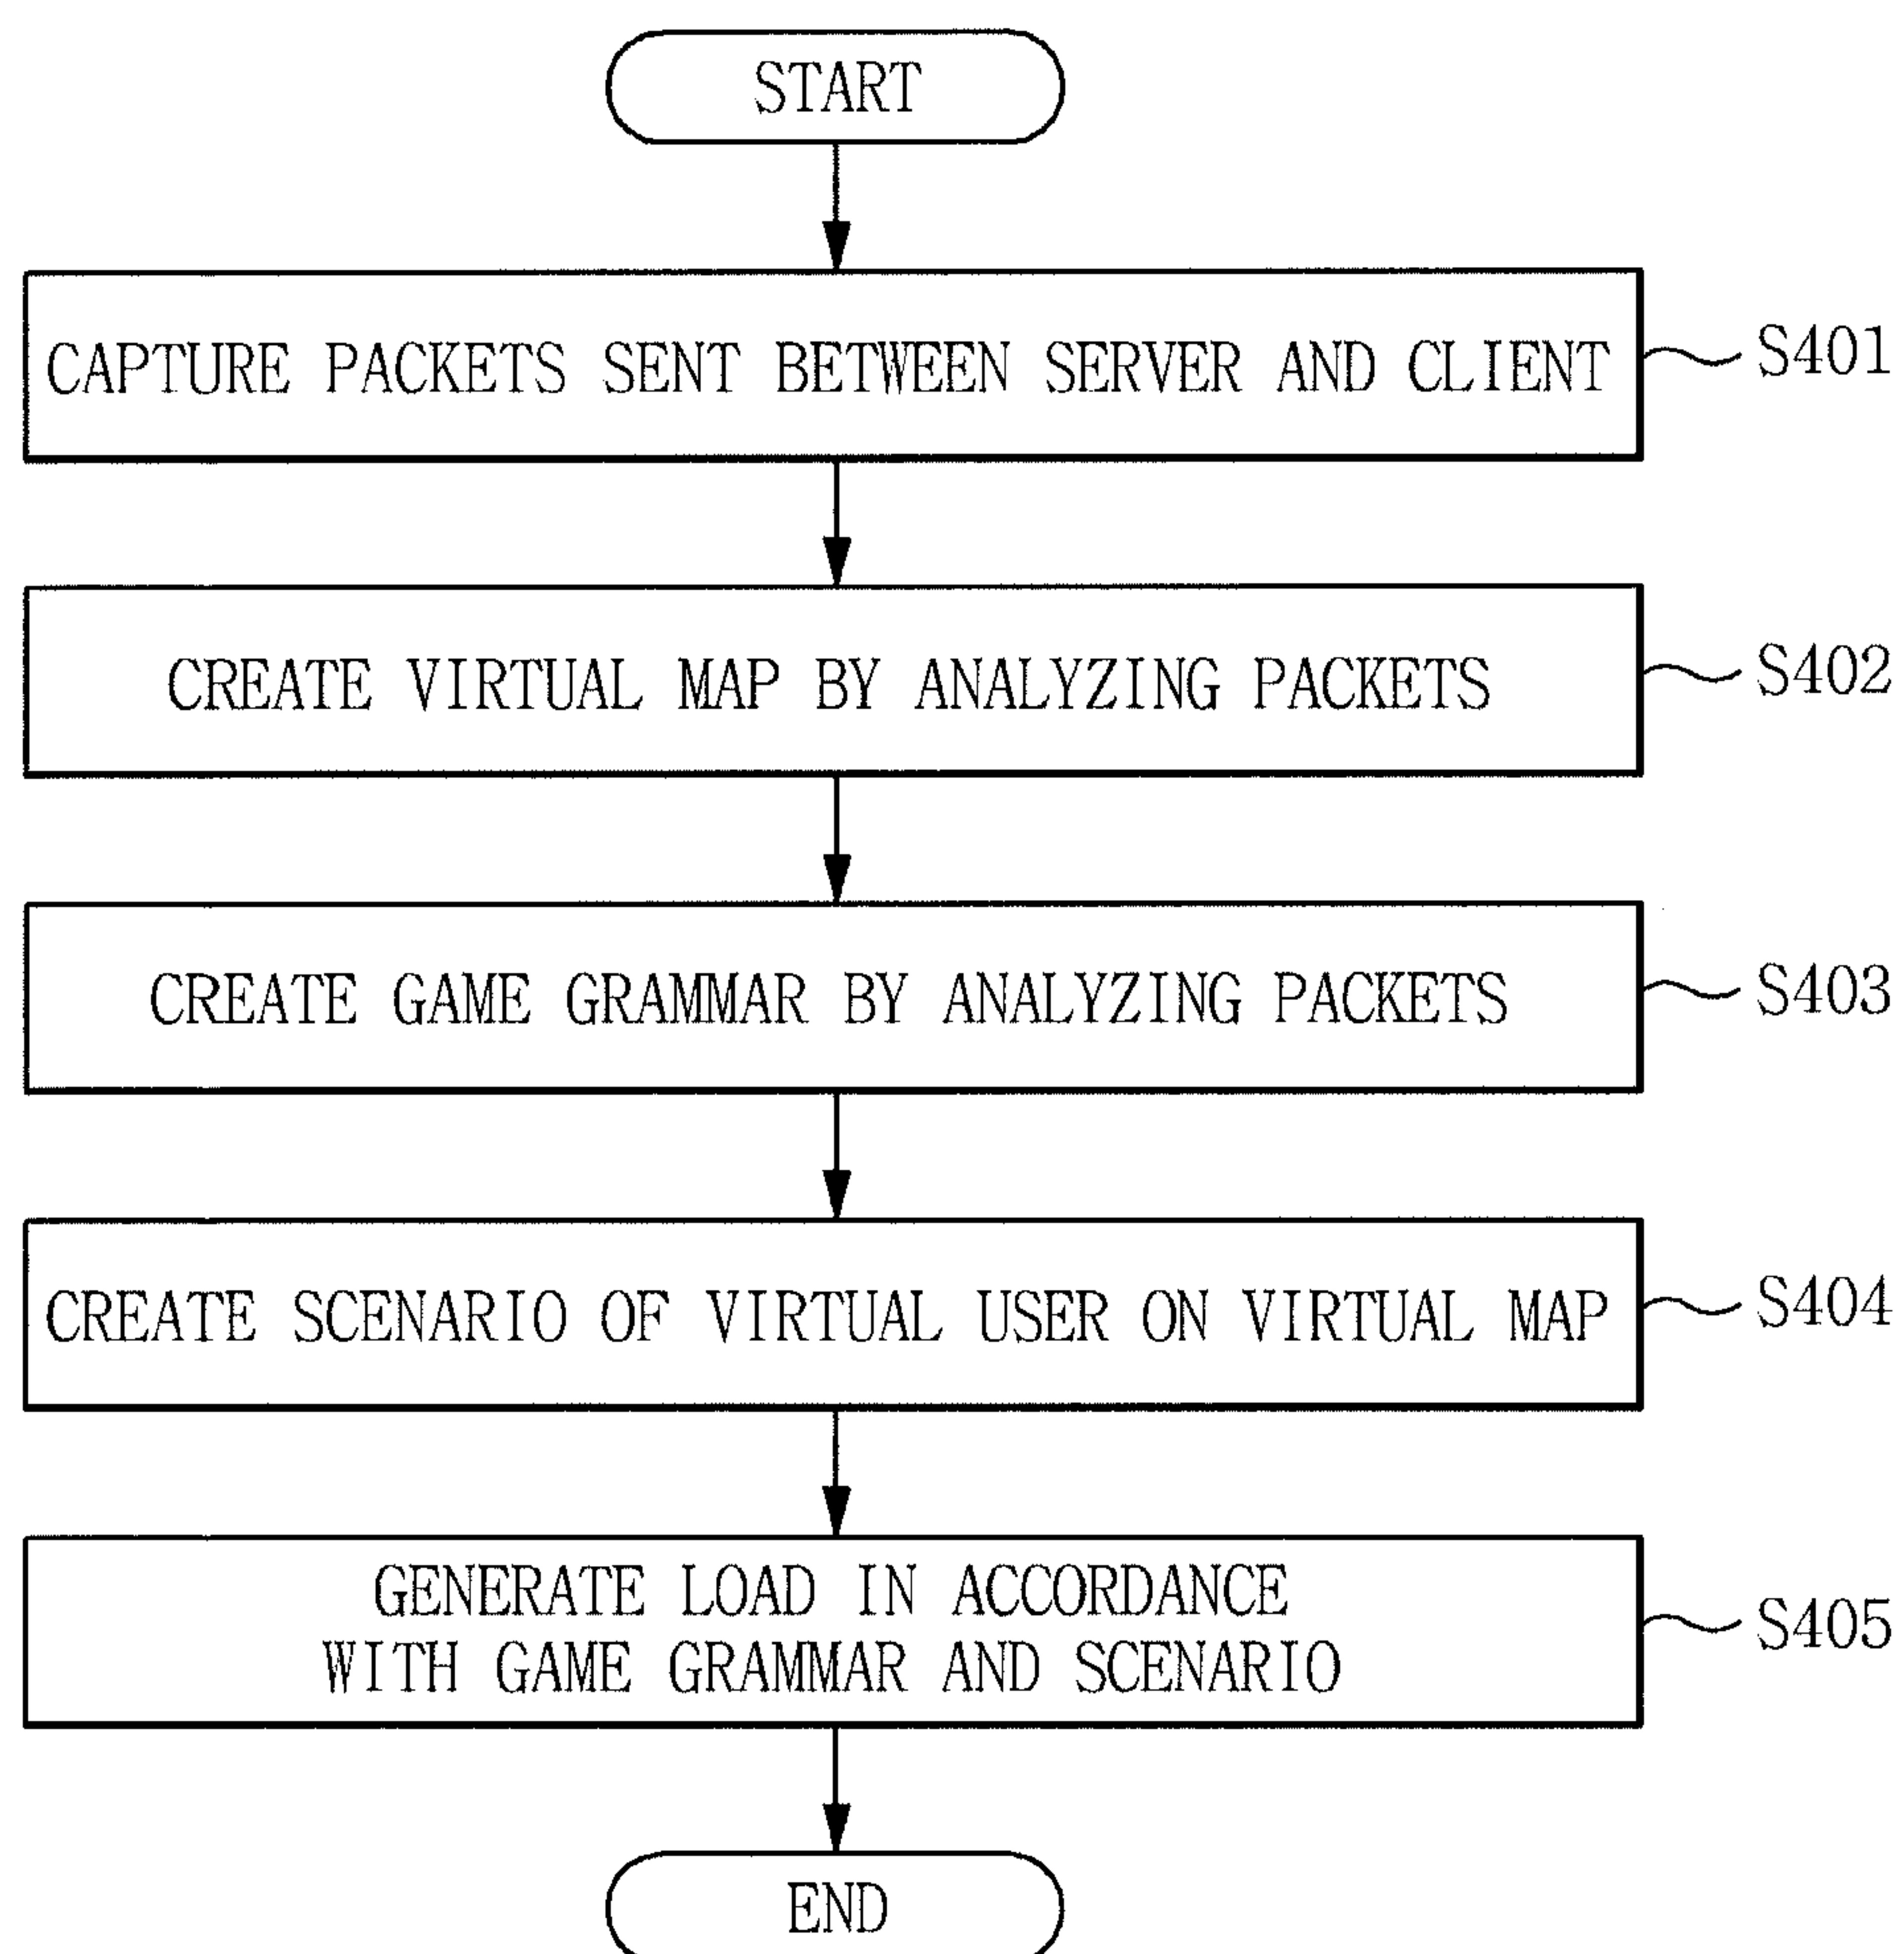 START
CAPTURE PACKETS SENT BETWEEN SERVER AND CLIENT
S401
CREATE VIRTUAL MAP BY ANALYZING PACKETS
S402
CREATE GAME GRAMMAR BY ANALYZING PACKETS
S403
CREATE SCENARIO OF VIRTUAL USER ON VIRTUAL MAP
S404
GENERATE LOAD IN ACCORDANCE
WITH GAME GRAMMAR AND SCENARIO
S405
END